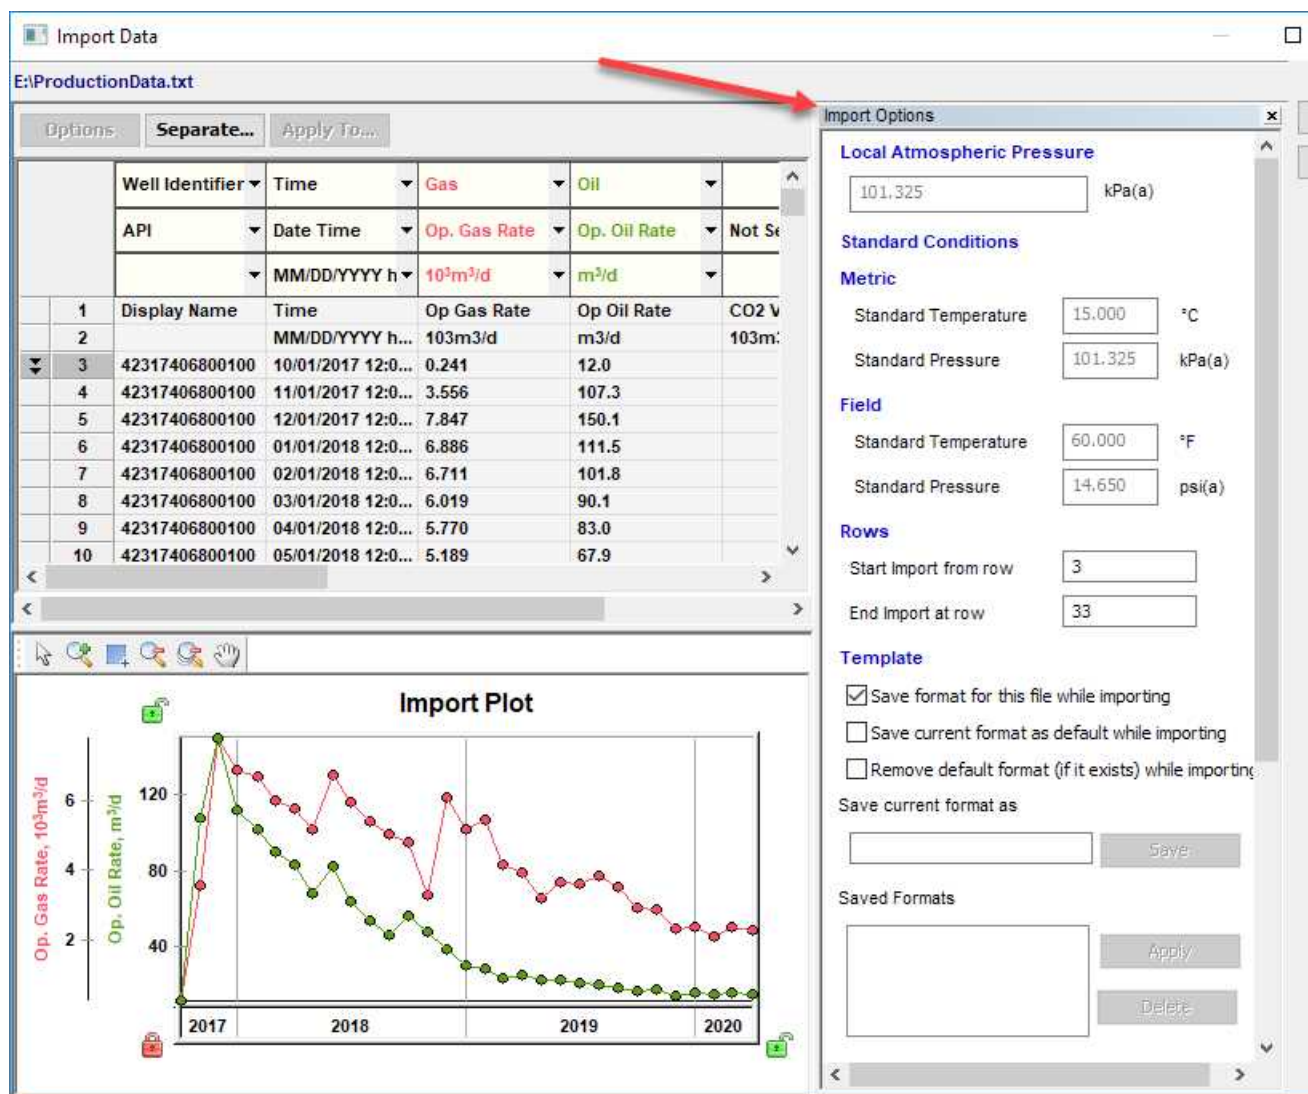 Import Data
E:\ProductionData.txt
Options Separate... Apply To...
Well Identifier Time Gas Oil
API Date Time Op. Gas Rate Op. Oil Rate Not Se
MM/DD/YYYY h 10³m³/d m³/d
1 Display Name Time Op Gas Rate Op Oil Rate CO2 V
2 MM/DD/YYYY h... 103m3/d m3/d 103m
3 42317406800100 10/01/2017 12:0... 0.241 12.0
4 42317406800100 11/01/2017 12:0... 3.556 107.3
5 42317406800100 12/01/2017 12:0... 7.847 150.1
6 42317406800100 01/01/2018 12:0... 6.886 111.5
7 42317406800100 02/01/2018 12:0... 6.711 101.8
8 42317406800100 03/01/2018 12:0... 6.019 90.1
9 42317406800100 04/01/2018 12:0... 5.770 83.0
10 42317406800100 05/01/2018 12:0... 5.189 67.9
Import Plot
Op. Gas Rate, 10³m³/d
6
4
2
Op. Oil Rate, m³/d
120
80
40
2017 2018 2019 2020
Import Options
Local Atmospheric Pressure
101.325 kPa(a)
Standard Conditions
Metric
Standard Temperature 15.000 °C
Standard Pressure 101.325 kPa(a)
Field
Standard Temperature 60.000 °F
Standard Pressure 14.650 psi(a)
Rows
Start Import from row 3
End Import at row 33
Template
Save format for this file while importing
Save current format as default while importing
Remove default format (if it exists) while importing
Save current format as
Save
Saved Formats
Apply
Delete